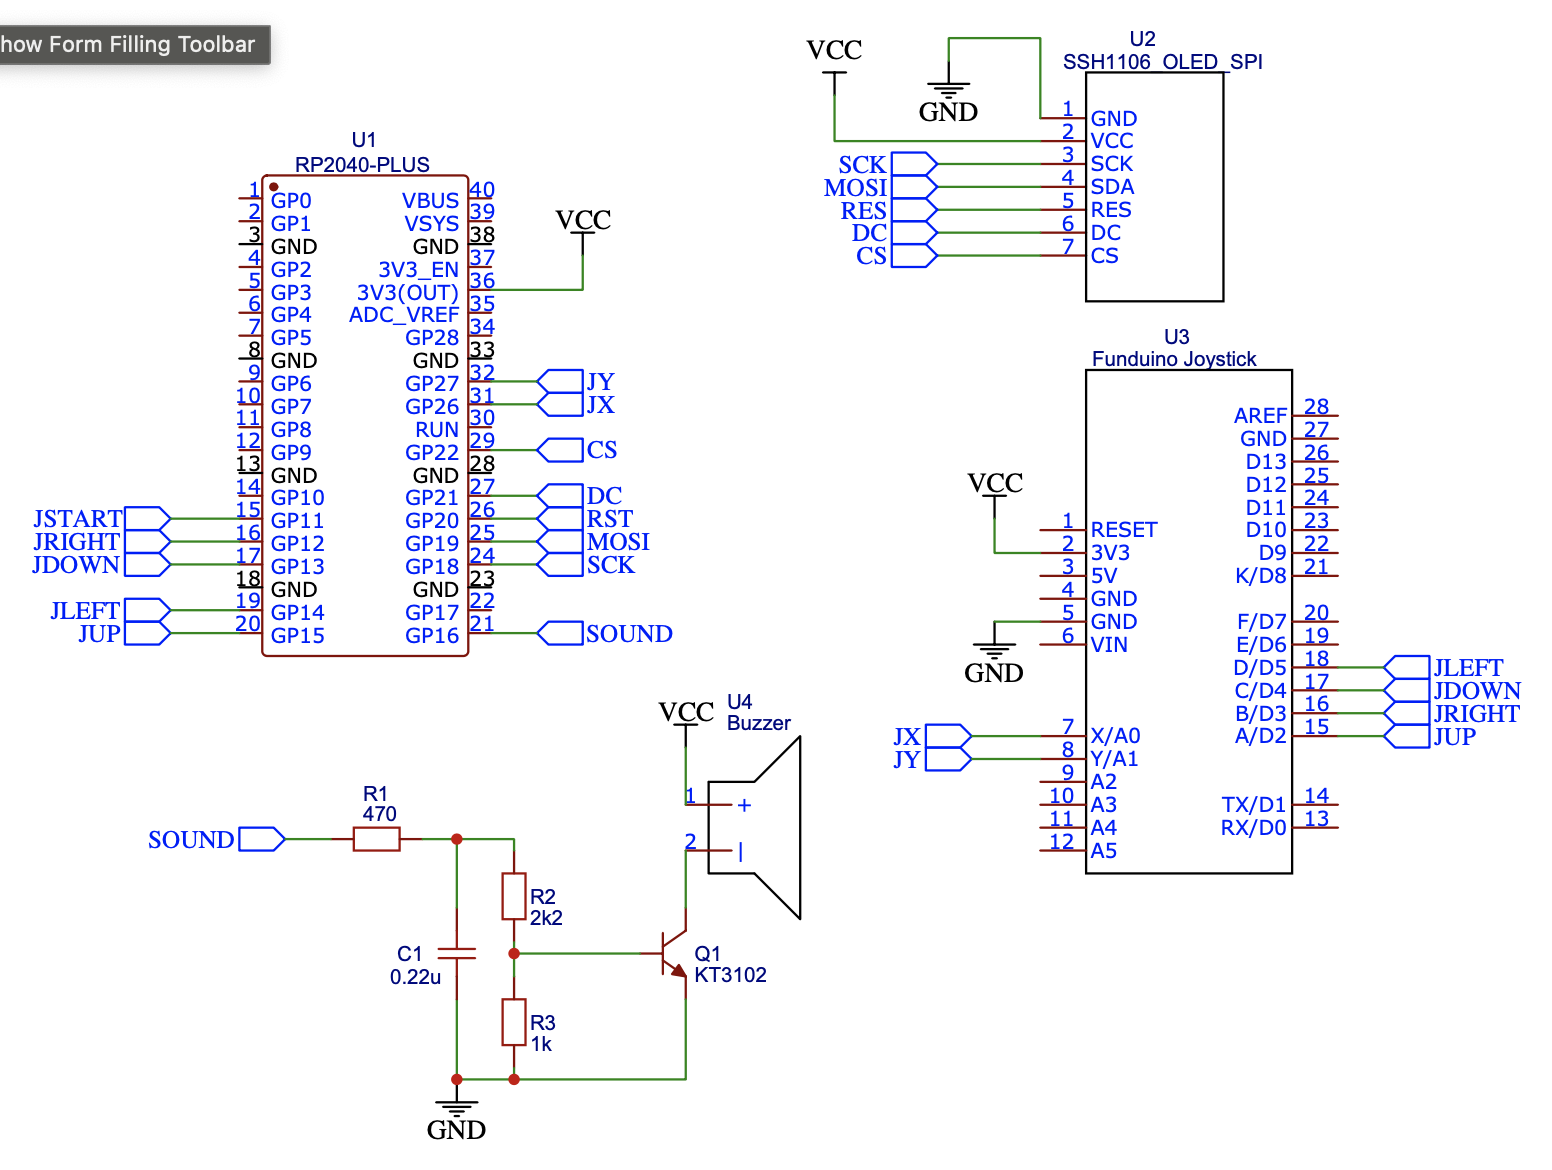 how Form Filling Toolbar
U1
RP2040-PLUS
1 GP0 VBUS 40
2 GP1 VSYS 39
3 GND GND 38
4 GP2 3V3_EN 37
5 GP3 3V3(OUT) 36
6 GP4 ADC_VREF 35
7 GP5 GP28 34
8 GND GND 33
9 GP6 GP27 32 JY
10 GP7 GP26 31 JX
11 GP8 RUN 30
12 GP9 GP22 29 CS
13 GND GND 28
14 GP10 GP21 27 DC
JSTART 15 GP11 GP20 26 RST
JRIGHT 16 GP12 GP19 25 MOSI
JDOWN 17 GP13 GP18 24 SCK
18 GND GND 23
JLEFT 19 GP14 GP17 22
JUP 20 GP15 GP16 21 SOUND
VCC
VCC
GND
U2
SSH1106_OLED_SPI
1 GND
2 VCC
SCK 3 SCK
MOSI 4 SDA
RES 5 RES
DC 6 DC
CS 7 CS
U3
Funduino Joystick
AREF 28
GND 27
D13 26
D12 25
D11 24
VCC
1 RESET D10 23
2 3V3 D9 22
3 5V K/D8 21
4 GND
5 GND F/D7 20
6 VIN E/D6 19
GND
D/D5 18 JLEFT
C/D4 17 JDOWN
B/D3 16 JRIGHT
JX 7 X/A0 A/D2 15 JUP
JY 8 Y/A1
9 A2
10 A3 TX/D1 14
11 A4 RX/D0 13
12 A5
VCC
U4
Buzzer
1 +
2 |
R1
470
SOUND
R2
2k2
C1
0.22u
Q1
KT3102
R3
1k
GND